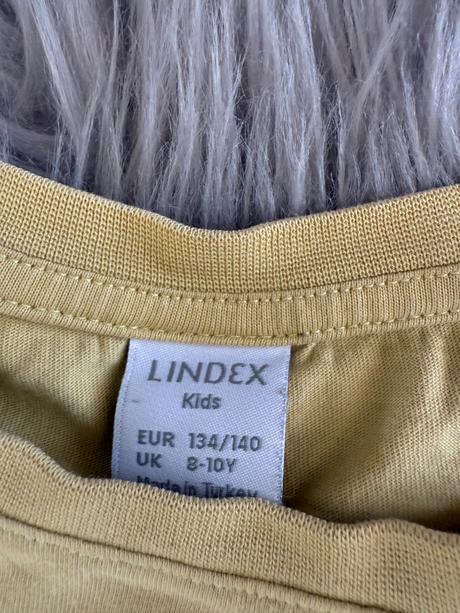 LINDEX
Kids
EUR 134/140
UK 8-10Y
Made in Turkey